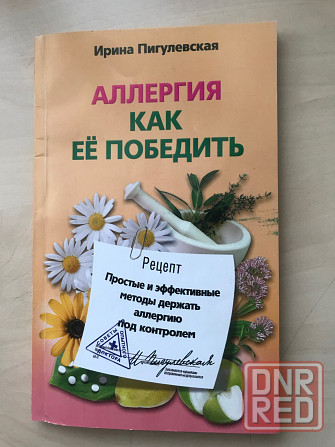 Ирина Пигулевская
АЛЛЕРГИЯ
КАК
ЕЁ ПОБЕДИТЬ
Рецепт
Простые и эффективные
методы держать
аллергию
под контролем
DNR
RED